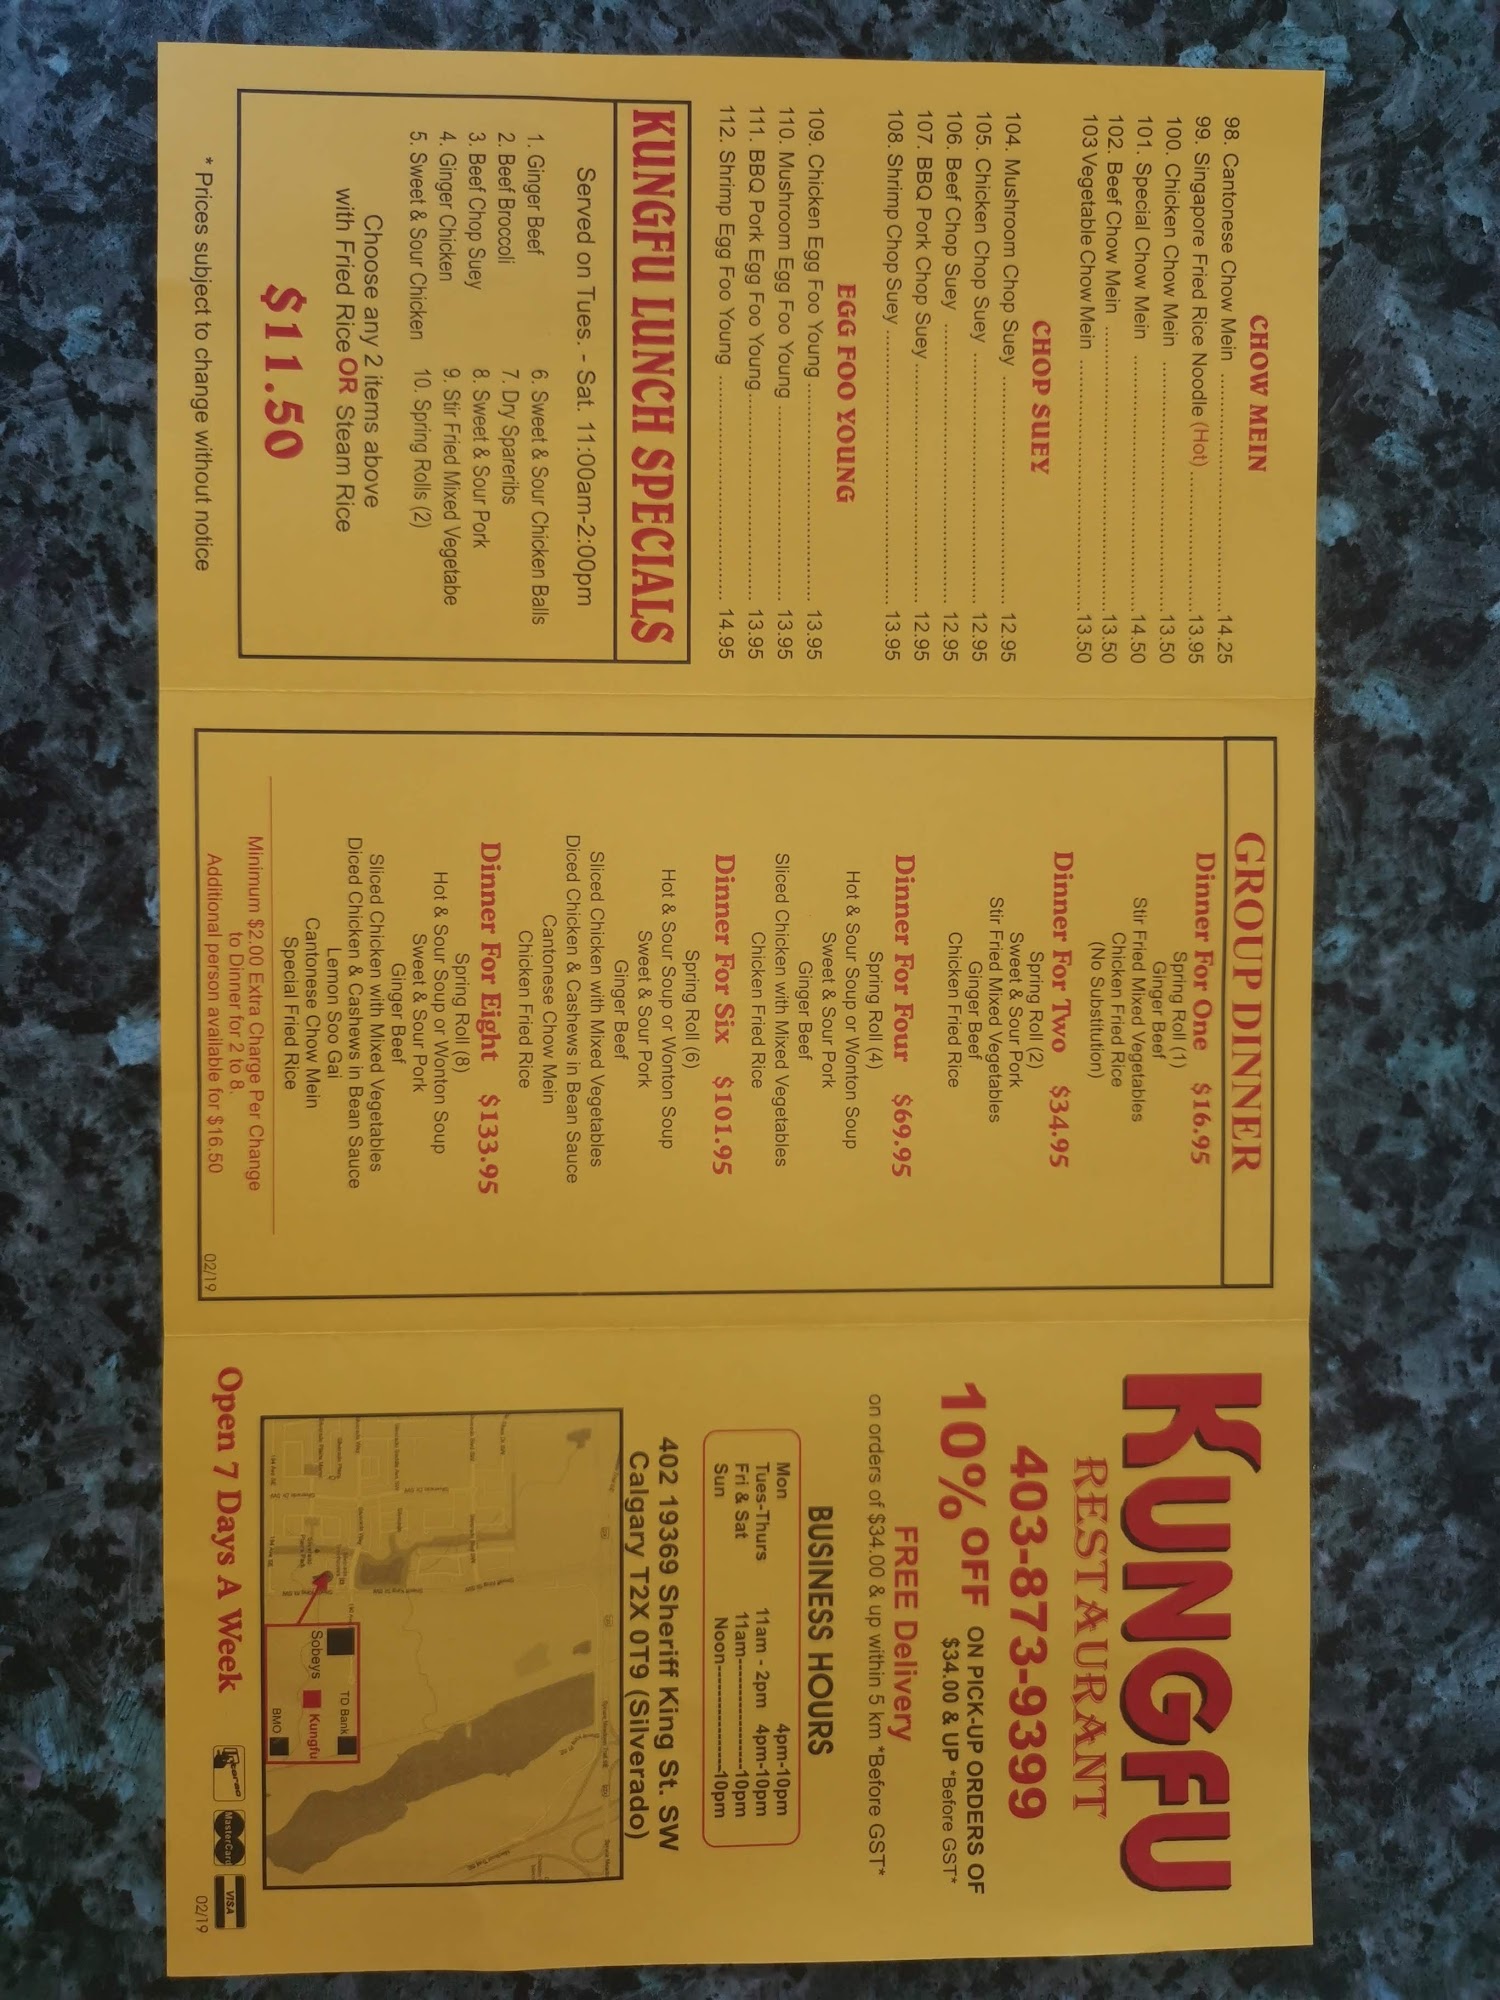 CHOW MEIN
98. Cantonese Chow Mein ........ 14.25
99. Singapore Fried Rice Noodle (Hot) ........ 13.95
100. Chicken Chow Mein ........ 13.50
101. Special Chow Mein ........ 14.50
102. Beef Chow Mein ........ 13.50
103 Vegetable Chow Mein ........ 13.50
CHOP SUEY
104. Mushroom Chop Suey ........ 12.95
105. Chicken Chop Suey ........ 12.95
106. Beef Chop Suey ........ 12.95
107. BBQ Pork Chop Suey ........ 12.95
108. Shrimp Chop Suey ........ 13.95
EGG FOO YOUNG
109. Chicken Egg Foo Young ........ 13.95
110. Mushroom Egg Foo Young ........ 13.95
111. BBQ Pork Egg Foo Young ........ 13.95
112. Shrimp Egg Foo Young ........ 14.95
KUNGFU LUNCH SPECIALS
Served on Tues. - Sat. 11:00am-2:00pm
1. Ginger Beef
2. Beef Broccoli
3. Beef Chop Suey
4. Ginger Chicken
5. Sweet & Sour Chicken
6. Sweet & Sour Chicken Balls
7. Dry Spareribs
8. Sweet & Sour Pork
9. Stir Fried Mixed Vegetabe
10. Spring Rolls (2)
Choose any 2 items above
with Fried Rice OR Steam Rice
$11.50
* Prices subject to change without notice
GROUP DINNER
Dinner For One $16.95
Spring Roll (1)
Ginger Beef
Stir Fried Mixed Vegetables
Chicken Fried Rice
(No Substitution)
Dinner For Two $34.95
Spring Roll (2)
Sweet & Sour Pork
Stir Fried Mixed Vegetables
Ginger Beef
Chicken Fried Rice
Dinner For Four $69.95
Spring Roll (4)
Hot & Sour Soup or Wonton Soup
Sweet & Sour Pork
Ginger Beef
Sliced Chicken with Mixed Vegetables
Chicken Fried Rice
Dinner For Six $101.95
Spring Roll (6)
Hot & Sour Soup or Wonton Soup
Sweet & Sour Pork
Ginger Beef
Sliced Chicken with Mixed Vegetables
Diced Chicken & Cashews in Bean Sauce
Cantonese Chow Mein
Chicken Fried Rice
Dinner For Eight $133.95
Spring Roll (8)
Hot & Sour Soup or Wonton Soup
Sweet & Sour Pork
Ginger Beef
Sliced Chicken with Mixed Vegetables
Diced Chicken & Cashews in Bean Sauce
Lemon Soo Gai
Cantonese Chow Mein
Special Fried Rice
Minimum $2.00 Extra Charge Per Change
to Dinner for 2 to 8.
Additional person available for $16.50
02/19
KUNGFU
RESTAURANT
403-873-9399
10% OFF ON PICK-UP ORDERS OF
$34.00 & UP *Before GST*
FREE Delivery
on orders of $34.00 & up within 5 km *Before GST*
BUSINESS HOURS
Mon 4pm-10pm
Tues-Thurs 11am - 2pm 4pm-10pm
Fri & Sat 11am----------------10pm
Sun Noon----------------10pm
402 19369 Sheriff King St. SW
Calgary T2X 0T9 (Silverado)
TD Bank
Sobeys
Kungfu
BMO
Open 7 Days A Week
Interac
MasterCard
VISA
02/19